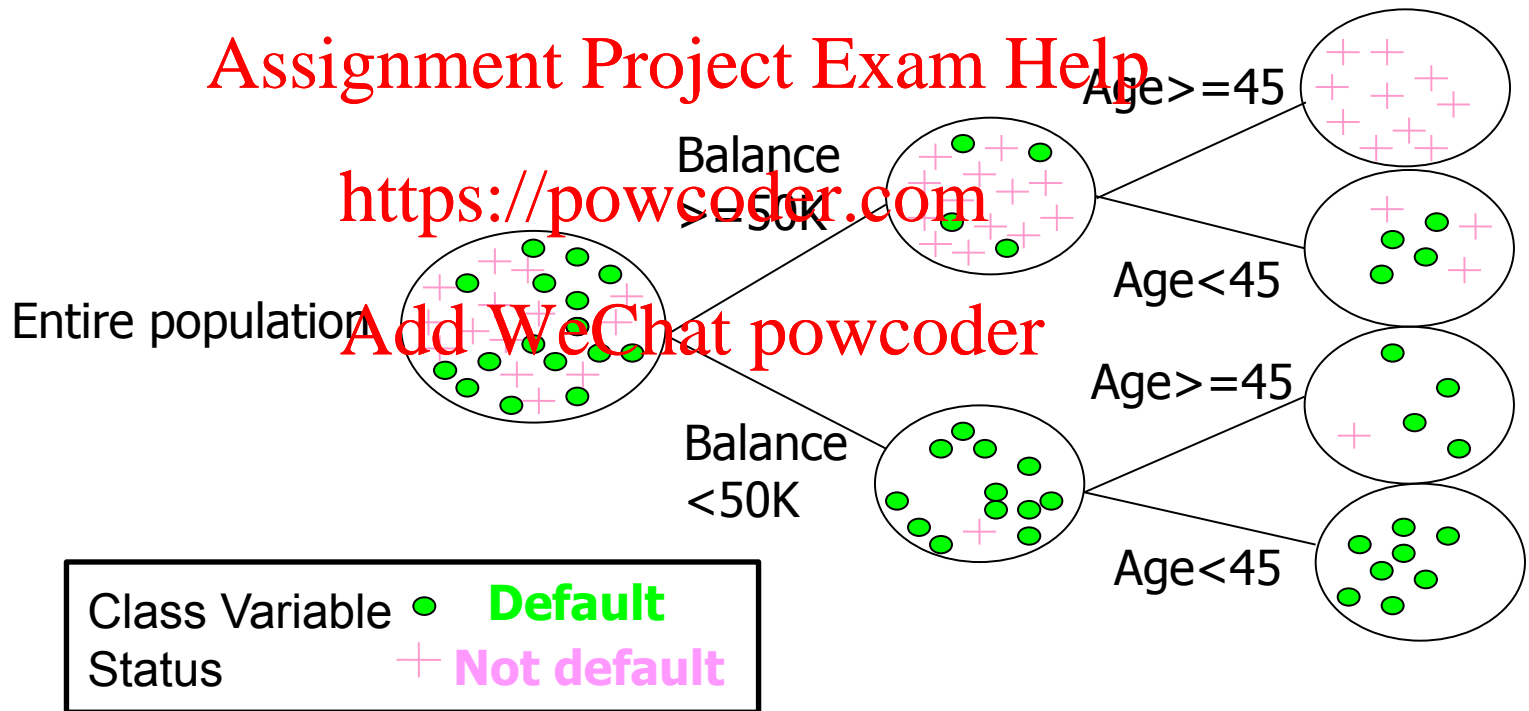 Assignment Project Exam Help
Age>=45
Balance
>=50K
https://powcoder.com
Age<45
Entire population
Add WeChat powcoder
Age>=45
Balance
<50K
Age<45
Class Variable
Status
Default
Not default